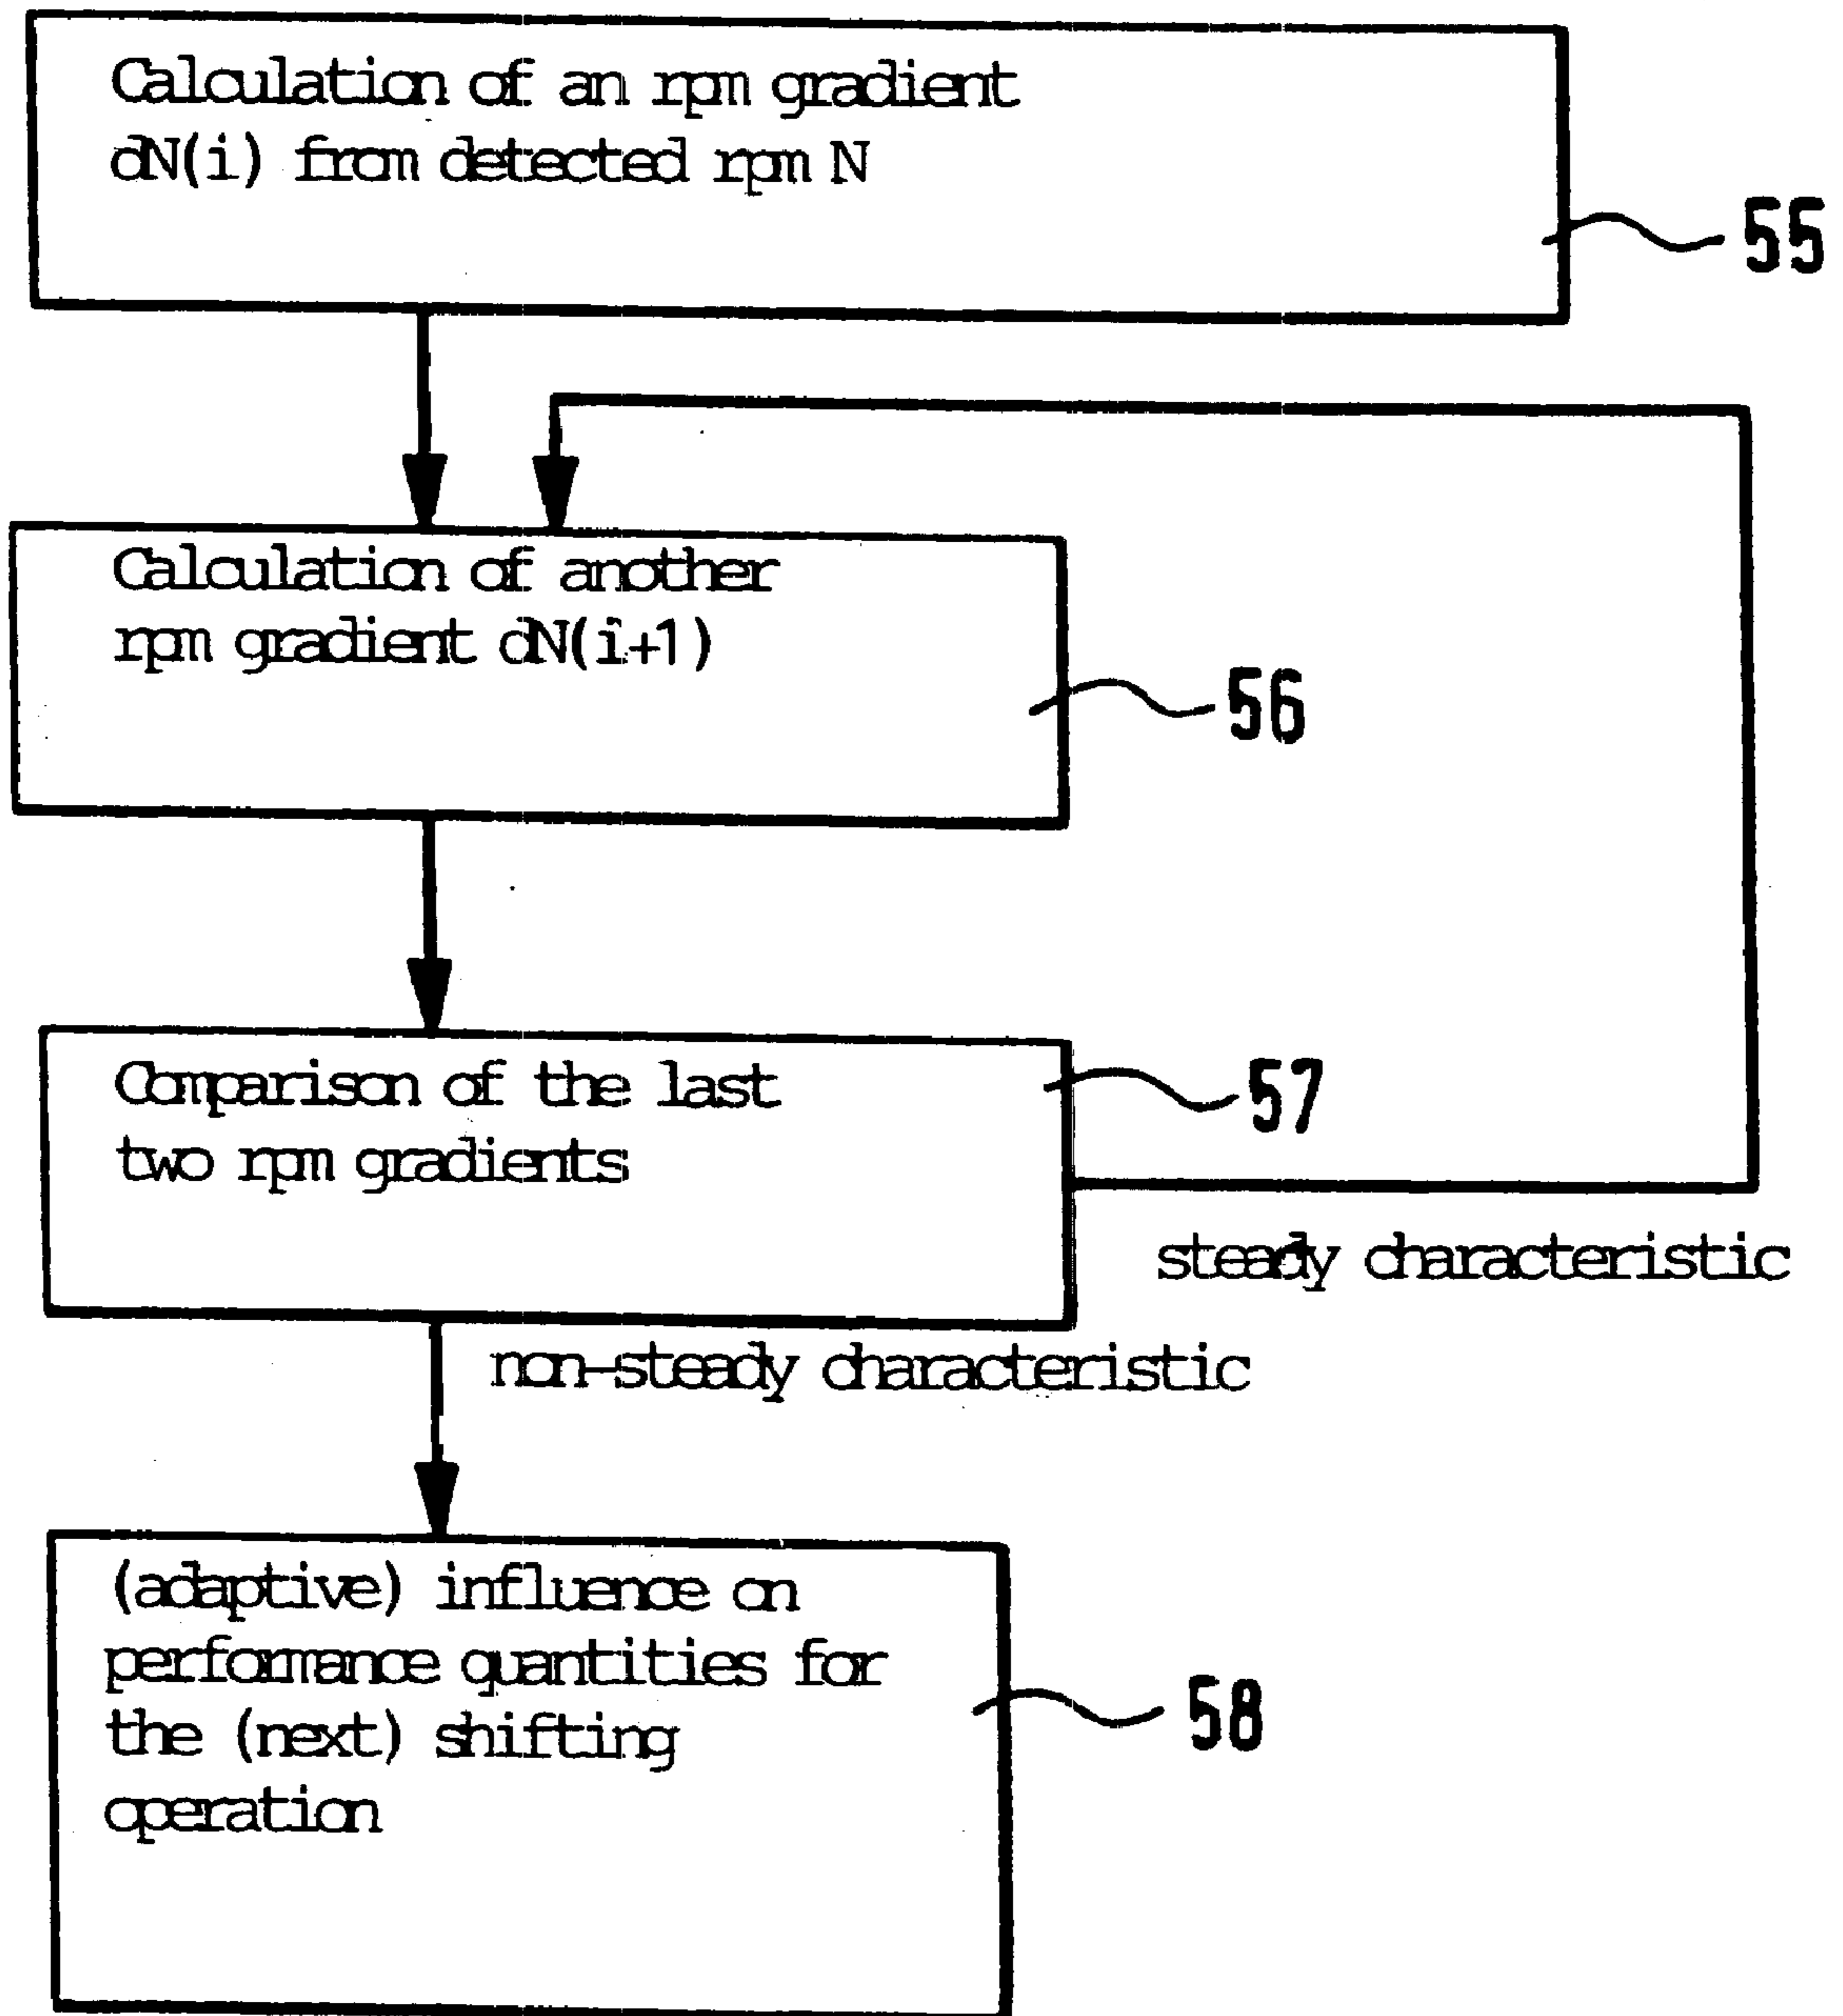 Calculation of an rpm gradient
dN(i) from detected rpm N
55
Calculation of another
rpm gradient dN(i+1)
56
Comparison of the last
two rpm gradients
57
steady characteristic
non-steady characteristic
(adaptive) influence on
performance quantities for
the (next) shifting
operation
58